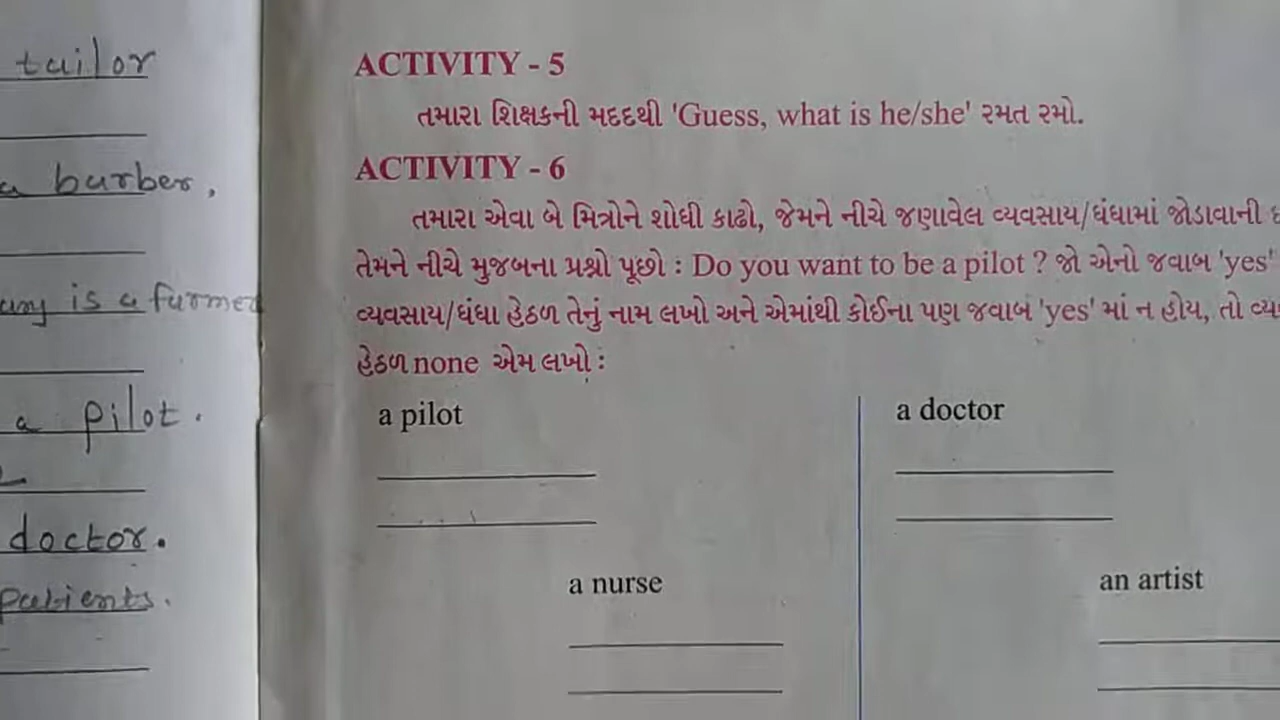 tailor
a burber,
is a furmer
a pilot.
doctor.
patients.
ACTIVITY - 5
તમારા શિક્ષકની મદદથી 'Guess, what is he/she' રમત રમો.
ACTIVITY - 6
તમારા એવા બે મિત્રોને શોધી કાઢો, જેમને નીચે જણાવેલ વ્યવસાય/ધંધામાં જોડાવાની
તેમને નીચે મુજબના પ્રશ્નો પૂછો : Do you want to be a pilot ? જો એનો જવાબ 'yes'
વ્યવસાય/ધંધા હેઠળ તેનું નામ લખો અને એમાંથી કોઈના પણ જવાબ 'yes' માં ન હોય, તો
હેઠળ none એમ લખો :
a pilot
a doctor
a nurse
an artist